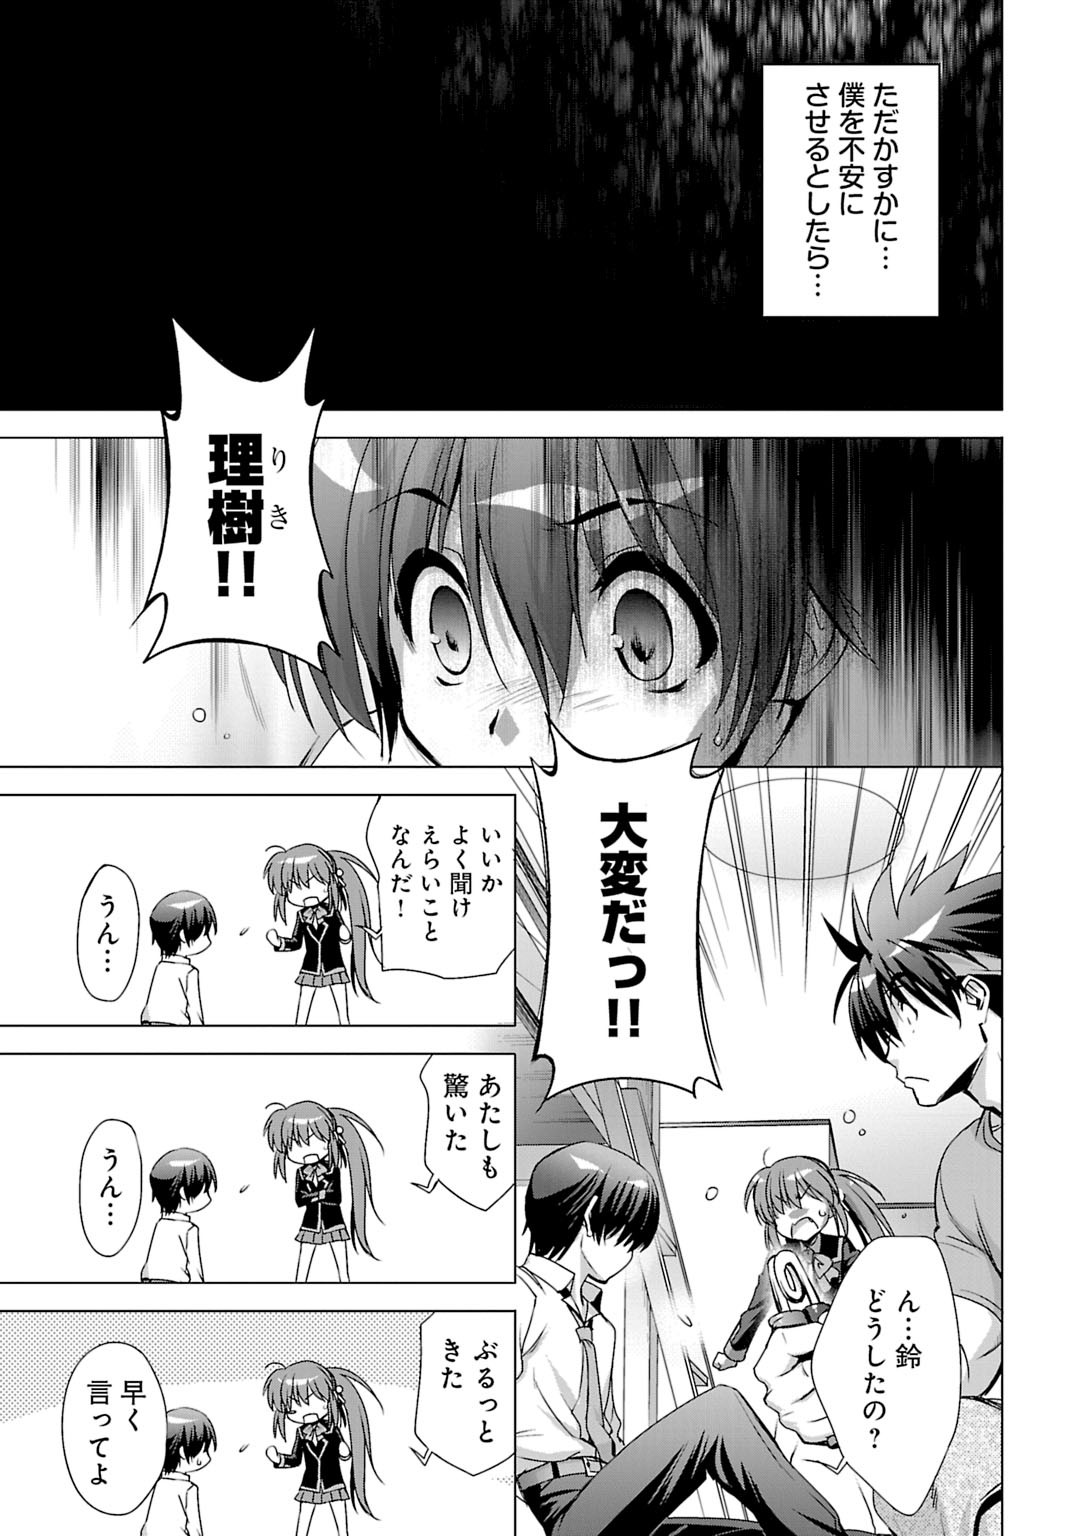 ただかすかに…
僕を不安に
させるとしたら…
理樹!!
りき
大変だっ!!
ん…鈴
どうしたの?
いいか
よく聞け
えらいこと
なんだ!
うん…
あたしも
驚いた
うん…
ぶるっと
きた
早く
言ってよ